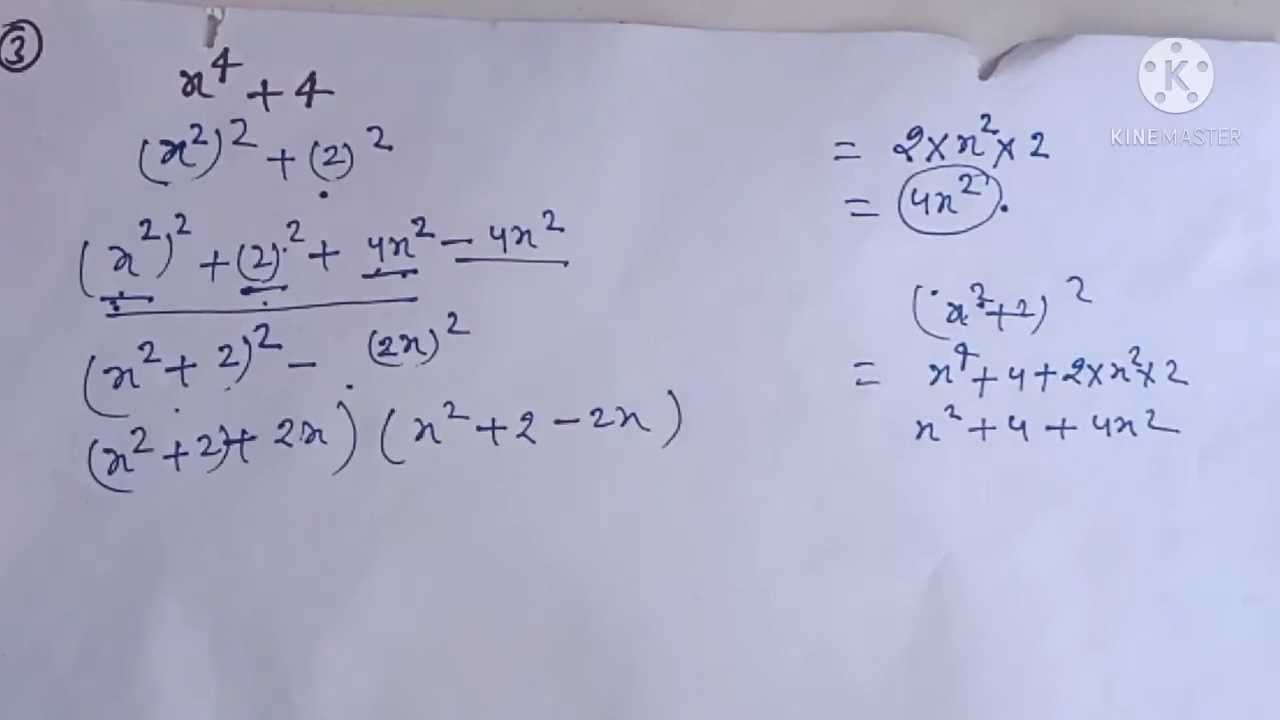 ③
x⁴ + 4
(x²)² + (2)²
(x²)² + (2)² + 4x² - 4x²
(x² + 2)² - (2x)²
(x² + 2) + 2x) (x² + 2 - 2x)
= 2 × x² × 2
= 4x².
(x² + 2)²
= x⁴ + 4 + 2 × x² × 2
x² + 4 + 4x²
K
KINEMASTER